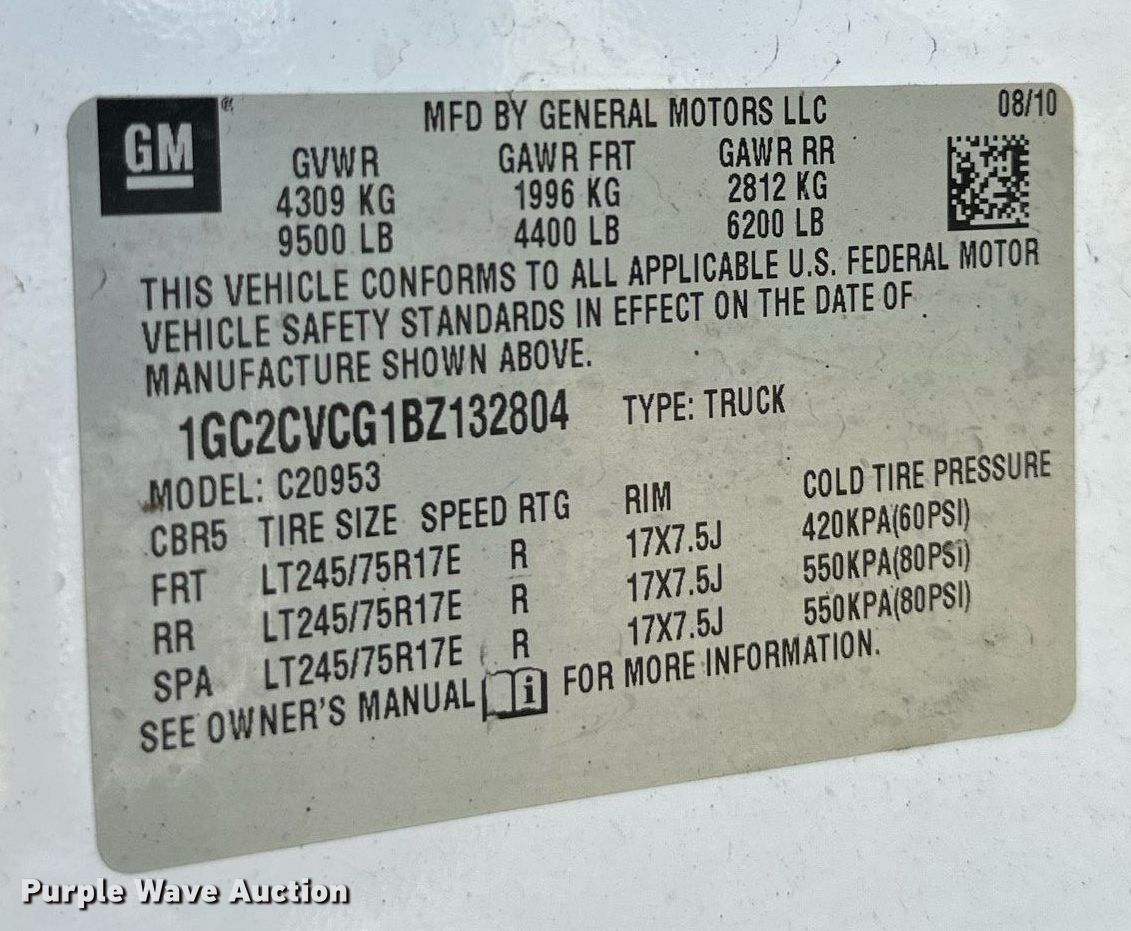 GM® MFD BY GENERAL MOTORS LLC 08/10
GVWR GAWR FRT GAWR RR
4309 KG 1996 KG 2812 KG
9500 LB 4400 LB 6200 LB
THIS VEHICLE CONFORMS TO ALL APPLICABLE U.S. FEDERAL MOTOR
VEHICLE SAFETY STANDARDS IN EFFECT ON THE DATE OF
MANUFACTURE SHOWN ABOVE.
1GC2CVCG1BZ132804 TYPE: TRUCK
MODEL: C20953
CBR5 TIRE SIZE SPEED RTG RIM COLD TIRE PRESSURE
FRT LT245/75R17E R 17X7.5J 420KPA(60PSI)
RR LT245/75R17E R 17X7.5J 550KPA(80PSI)
SPA LT245/75R17E R 17X7.5J 550KPA(80PSI)
SEE OWNER'S MANUAL i FOR MORE INFORMATION.
Purple Wave Auction